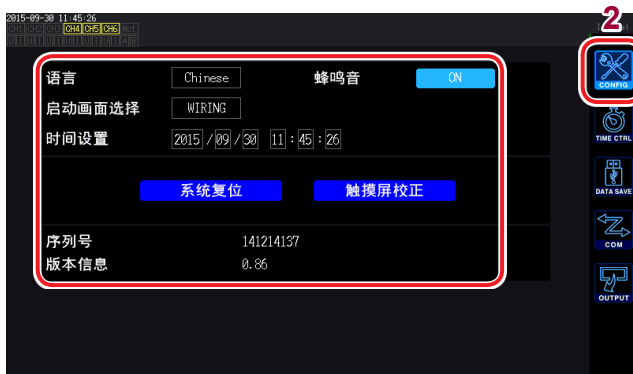 2015-09-30 11:45:26
2
CH1 CH2 CH3 CH4 CH5 CH6 Mot
U I U I U I U I U I U I A B
CONFIG
语言 Chinese 蜂鸣音 ON
启动画面选择 WIRING
时间设置 2015 / 09 / 30 11 : 45 : 26
TIME CTRL
系统复位 触摸屏校正
DATA SAVE
序列号 141214137
COM
版本信息 0.86
OUTPUT